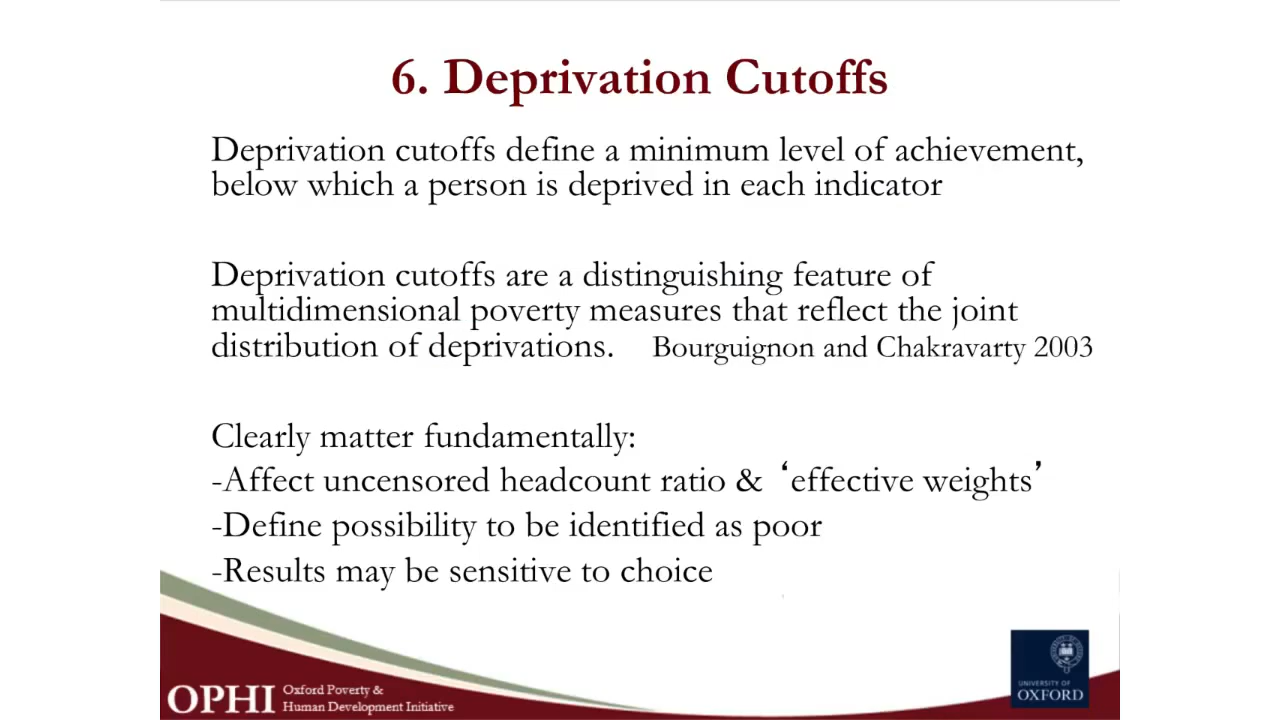 6. Deprivation Cutoffs
Deprivation cutoffs define a minimum level of achievement,
below which a person is deprived in each indicator
Deprivation cutoffs are a distinguishing feature of
multidimensional poverty measures that reflect the joint
distribution of deprivations. Bourguignon and Chakravarty 2003
Clearly matter fundamentally:
-Affect uncensored headcount ratio & ‘effective weights’
-Define possibility to be identified as poor
-Results may be sensitive to choice
OPHI
Oxford Poverty &
Human Development Initiative
UNIVERSITY OF
OXFORD